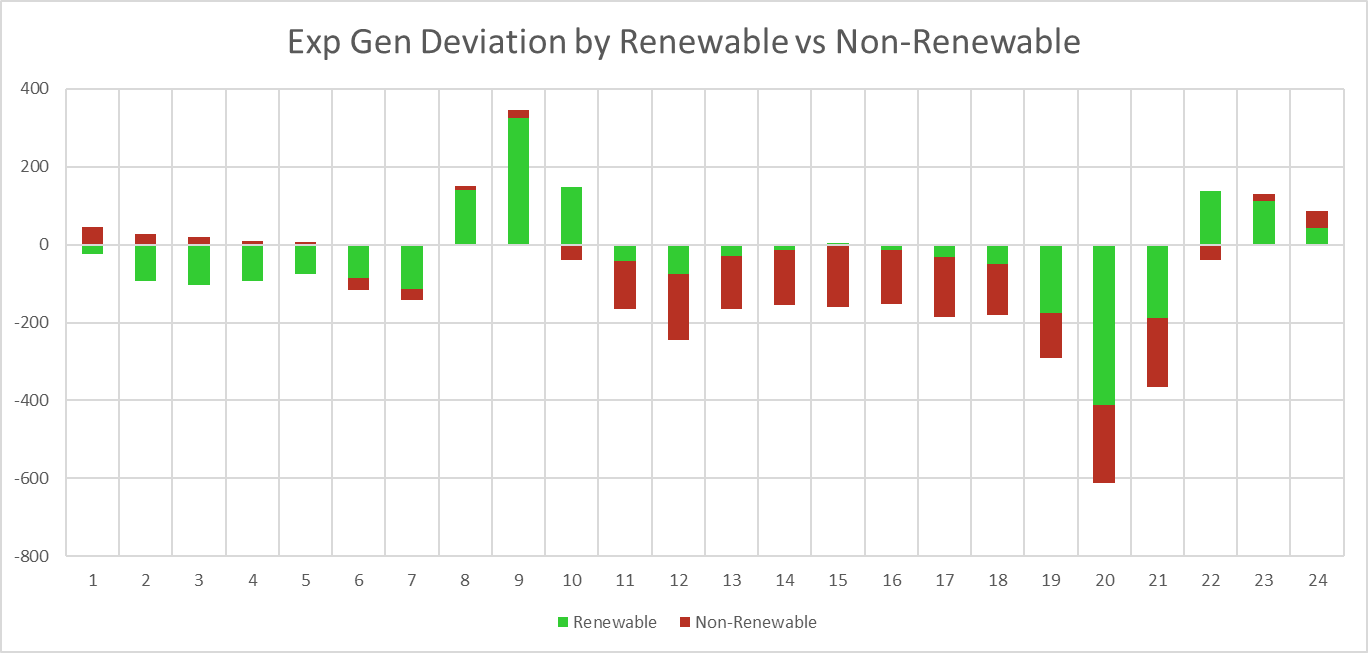 Exp Gen Deviation by Renewable vs Non-Renewable
400
200
0
-200
-400
-600
-800
1 2 3 4 5 6 7 8 9 10 11 12 13 14 15 16 17 18 19 20 21 22 23 24
Renewable Non-Renewable